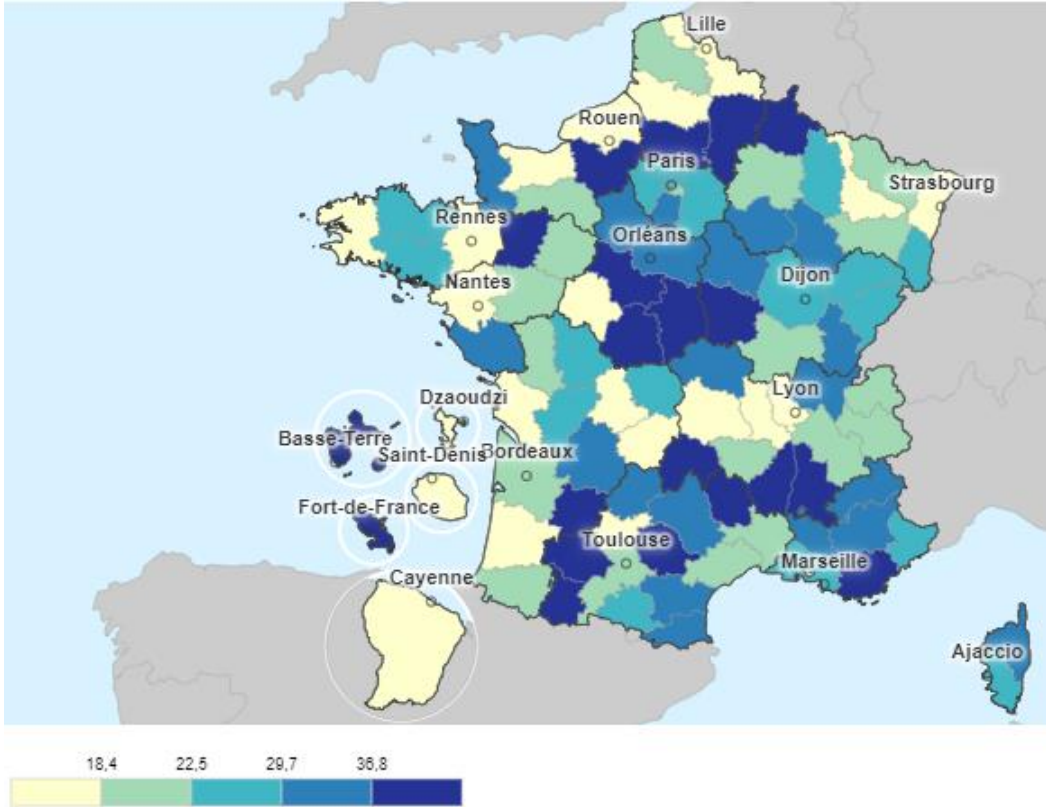 Lille
Rouen
Paris
Strasbourg
Rennes
Orléans
Nantes
Dijon
Dzaoudzi
Lyon
Basse-Terre
Saint-Denis
Bordeaux
Fort-de-France
Toulouse
Marseille
Cayenne
Ajaccio
18,4 22,5 29,7 38,8